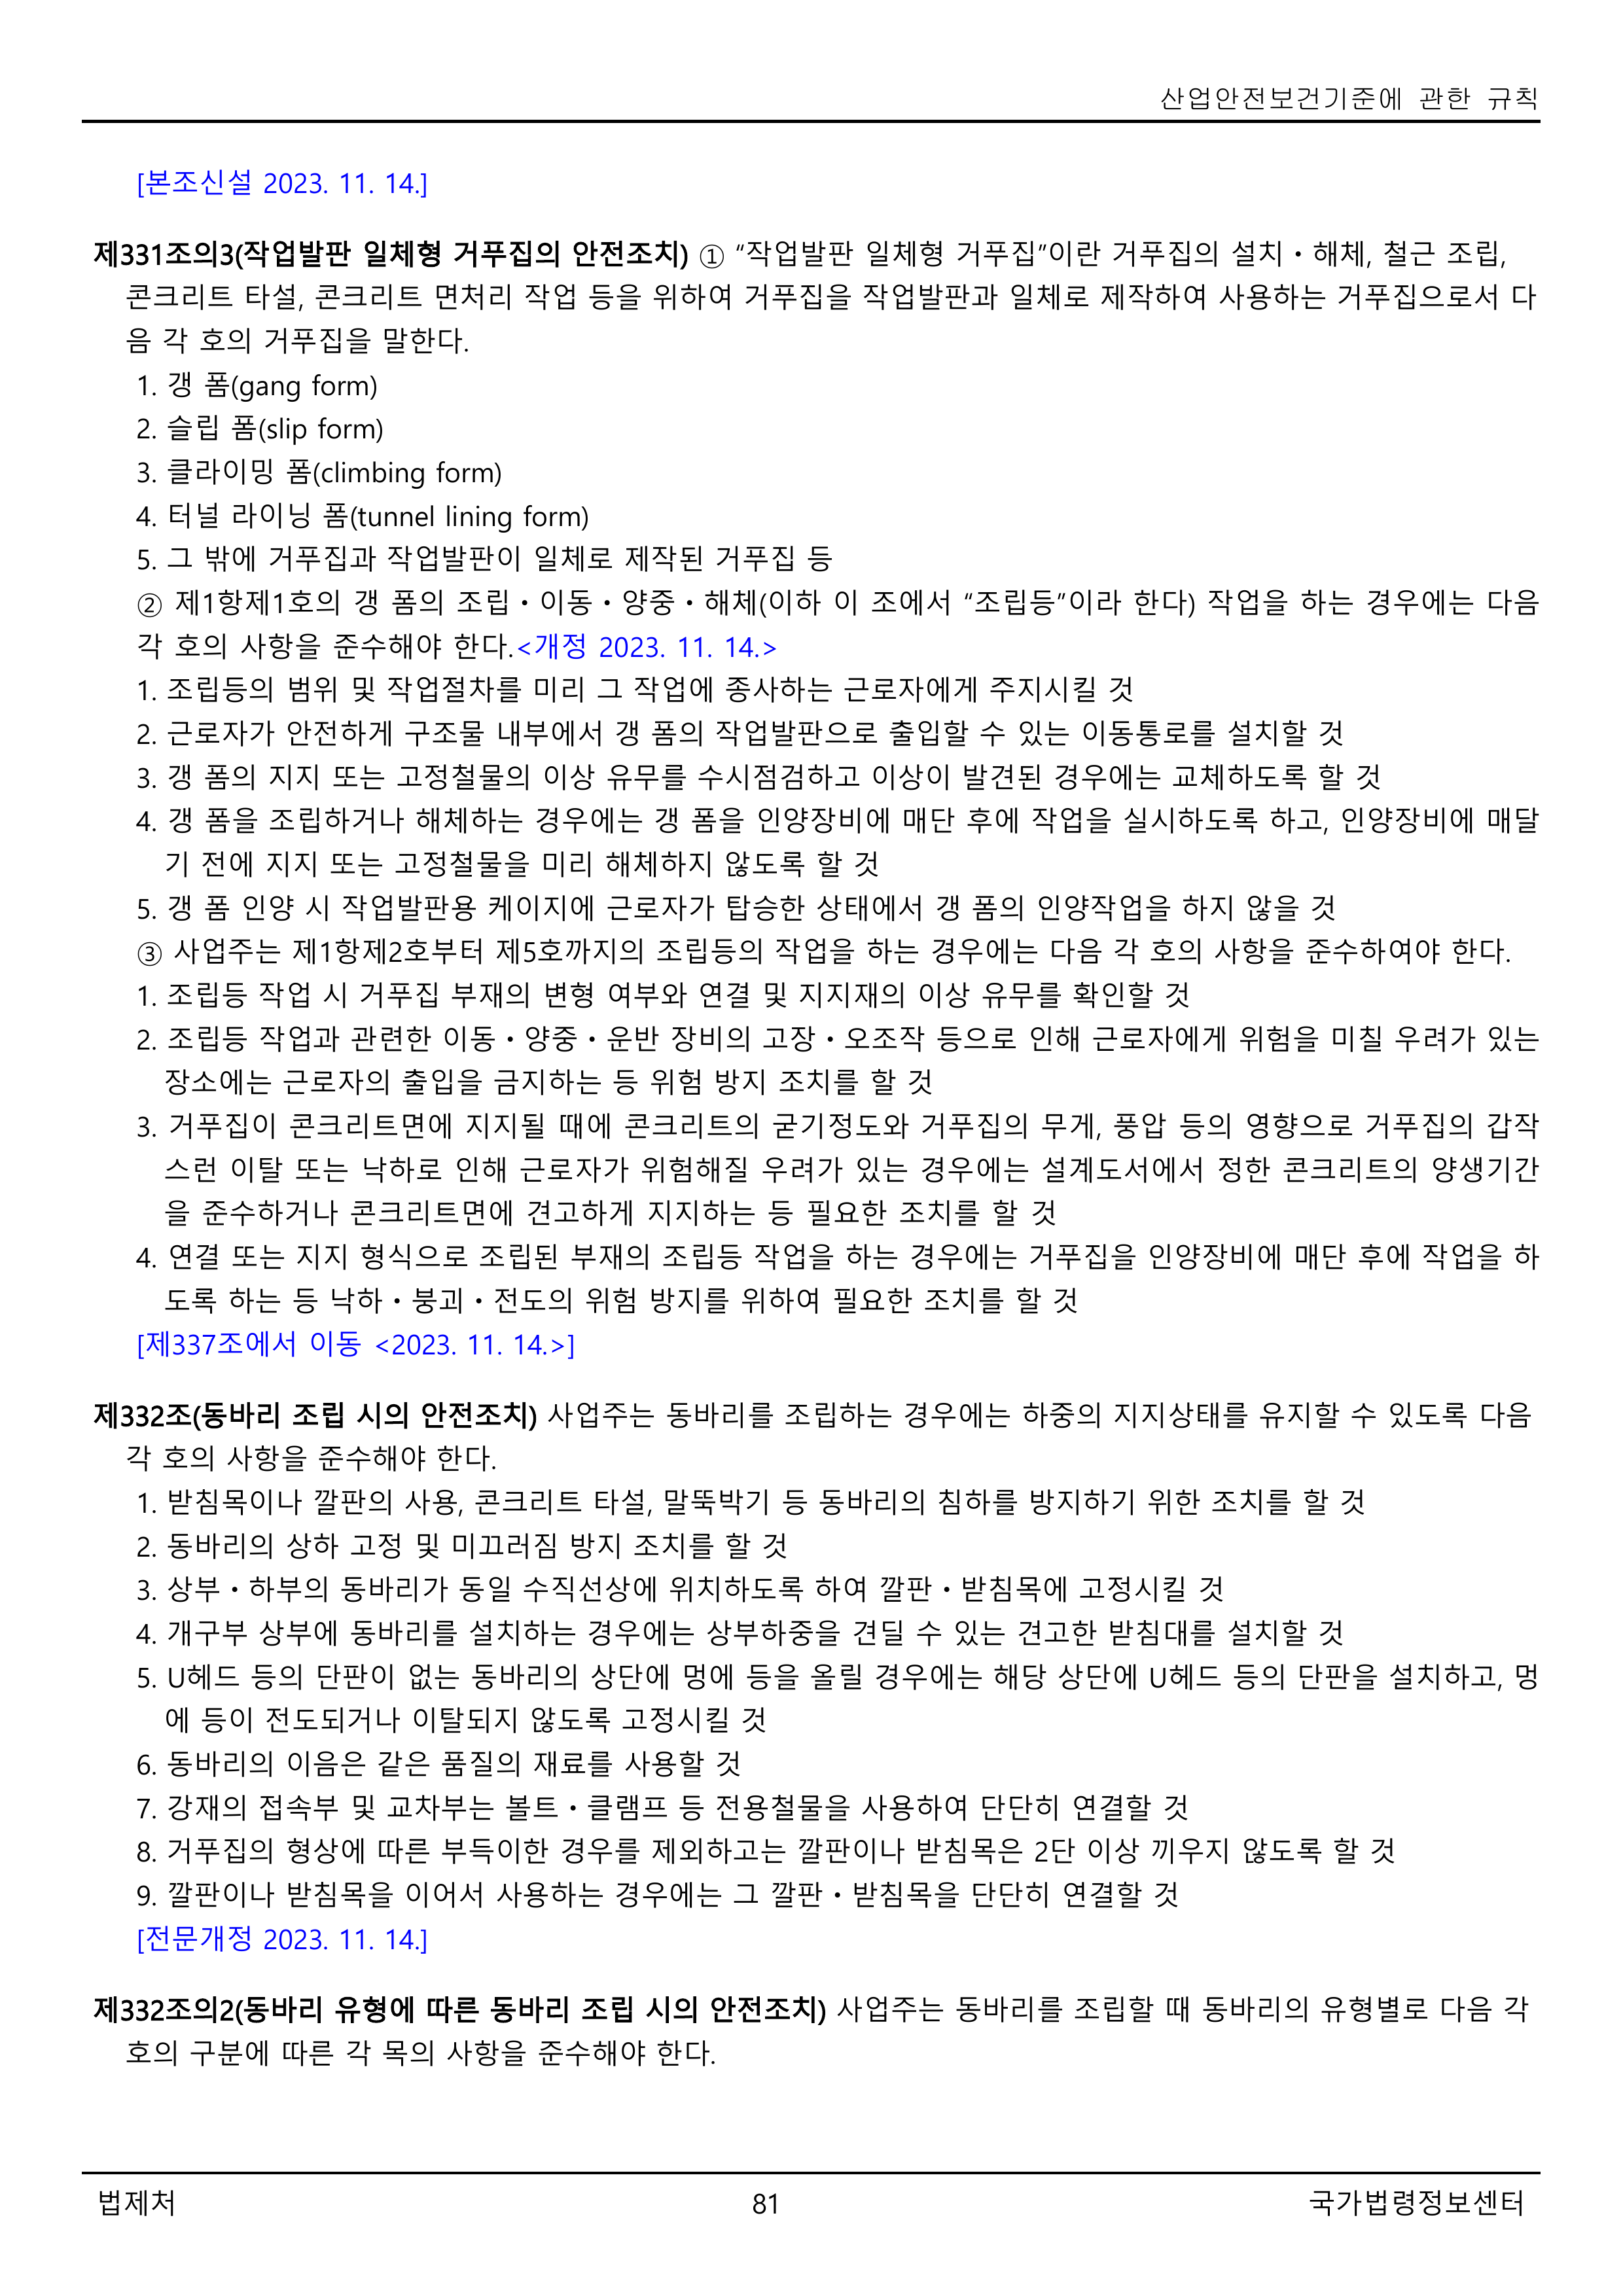 산업안전보건기준에 관한 규칙
[본조신설 2023. 11. 14.]
제331조의3(작업발판 일체형 거푸집의 안전조치) ① “작업발판 일체형 거푸집”이란 거푸집의 설치ㆍ해체, 철근 조립,
콘크리트 타설, 콘크리트 면처리 작업 등을 위하여 거푸집을 작업발판과 일체로 제작하여 사용하는 거푸집으로서 다
음 각 호의 거푸집을 말한다.
1. 갱 폼(gang form)
2. 슬립 폼(slip form)
3. 클라이밍 폼(climbing form)
4. 터널 라이닝 폼(tunnel lining form)
5. 그 밖에 거푸집과 작업발판이 일체로 제작된 거푸집 등
② 제1항제1호의 갱 폼의 조립ㆍ이동ㆍ양중ㆍ해체(이하 이 조에서 “조립등”이라 한다) 작업을 하는 경우에는 다음
각 호의 사항을 준수해야 한다.<개정 2023. 11. 14.>
1. 조립등의 범위 및 작업절차를 미리 그 작업에 종사하는 근로자에게 주지시킬 것
2. 근로자가 안전하게 구조물 내부에서 갱 폼의 작업발판으로 출입할 수 있는 이동통로를 설치할 것
3. 갱 폼의 지지 또는 고정철물의 이상 유무를 수시점검하고 이상이 발견된 경우에는 교체하도록 할 것
4. 갱 폼을 조립하거나 해체하는 경우에는 갱 폼을 인양장비에 매단 후에 작업을 실시하도록 하고, 인양장비에 매달
기 전에 지지 또는 고정철물을 미리 해체하지 않도록 할 것
5. 갱 폼 인양 시 작업발판용 케이지에 근로자가 탑승한 상태에서 갱 폼의 인양작업을 하지 않을 것
③ 사업주는 제1항제2호부터 제5호까지의 조립등의 작업을 하는 경우에는 다음 각 호의 사항을 준수하여야 한다.
1. 조립등 작업 시 거푸집 부재의 변형 여부와 연결 및 지지재의 이상 유무를 확인할 것
2. 조립등 작업과 관련한 이동ㆍ양중ㆍ운반 장비의 고장ㆍ오조작 등으로 인해 근로자에게 위험을 미칠 우려가 있는
장소에는 근로자의 출입을 금지하는 등 위험 방지 조치를 할 것
3. 거푸집이 콘크리트면에 지지될 때에 콘크리트의 굳기정도와 거푸집의 무게, 풍압 등의 영향으로 거푸집의 갑작
스런 이탈 또는 낙하로 인해 근로자가 위험해질 우려가 있는 경우에는 설계도서에서 정한 콘크리트의 양생기간
을 준수하거나 콘크리트면에 견고하게 지지하는 등 필요한 조치를 할 것
4. 연결 또는 지지 형식으로 조립된 부재의 조립등 작업을 하는 경우에는 거푸집을 인양장비에 매단 후에 작업을 하
도록 하는 등 낙하ㆍ붕괴ㆍ전도의 위험 방지를 위하여 필요한 조치를 할 것
[제337조에서 이동 <2023. 11. 14.>]
제332조(동바리 조립 시의 안전조치) 사업주는 동바리를 조립하는 경우에는 하중의 지지상태를 유지할 수 있도록 다음
각 호의 사항을 준수해야 한다.
1. 받침목이나 깔판의 사용, 콘크리트 타설, 말뚝박기 등 동바리의 침하를 방지하기 위한 조치를 할 것
2. 동바리의 상하 고정 및 미끄러짐 방지 조치를 할 것
3. 상부ㆍ하부의 동바리가 동일 수직선상에 위치하도록 하여 깔판ㆍ받침목에 고정시킬 것
4. 개구부 상부에 동바리를 설치하는 경우에는 상부하중을 견딜 수 있는 견고한 받침대를 설치할 것
5. U헤드 등의 단판이 없는 동바리의 상단에 멍에 등을 올릴 경우에는 해당 상단에 U헤드 등의 단판을 설치하고, 멍
에 등이 전도되거나 이탈되지 않도록 고정시킬 것
6. 동바리의 이음은 같은 품질의 재료를 사용할 것
7. 강재의 접속부 및 교차부는 볼트ㆍ클램프 등 전용철물을 사용하여 단단히 연결할 것
8. 거푸집의 형상에 따른 부득이한 경우를 제외하고는 깔판이나 받침목은 2단 이상 끼우지 않도록 할 것
9. 깔판이나 받침목을 이어서 사용하는 경우에는 그 깔판ㆍ받침목을 단단히 연결할 것
[전문개정 2023. 11. 14.]
제332조의2(동바리 유형에 따른 동바리 조립 시의 안전조치) 사업주는 동바리를 조립할 때 동바리의 유형별로 다음 각
호의 구분에 따른 각 목의 사항을 준수해야 한다.
법제처
81
국가법령정보센터